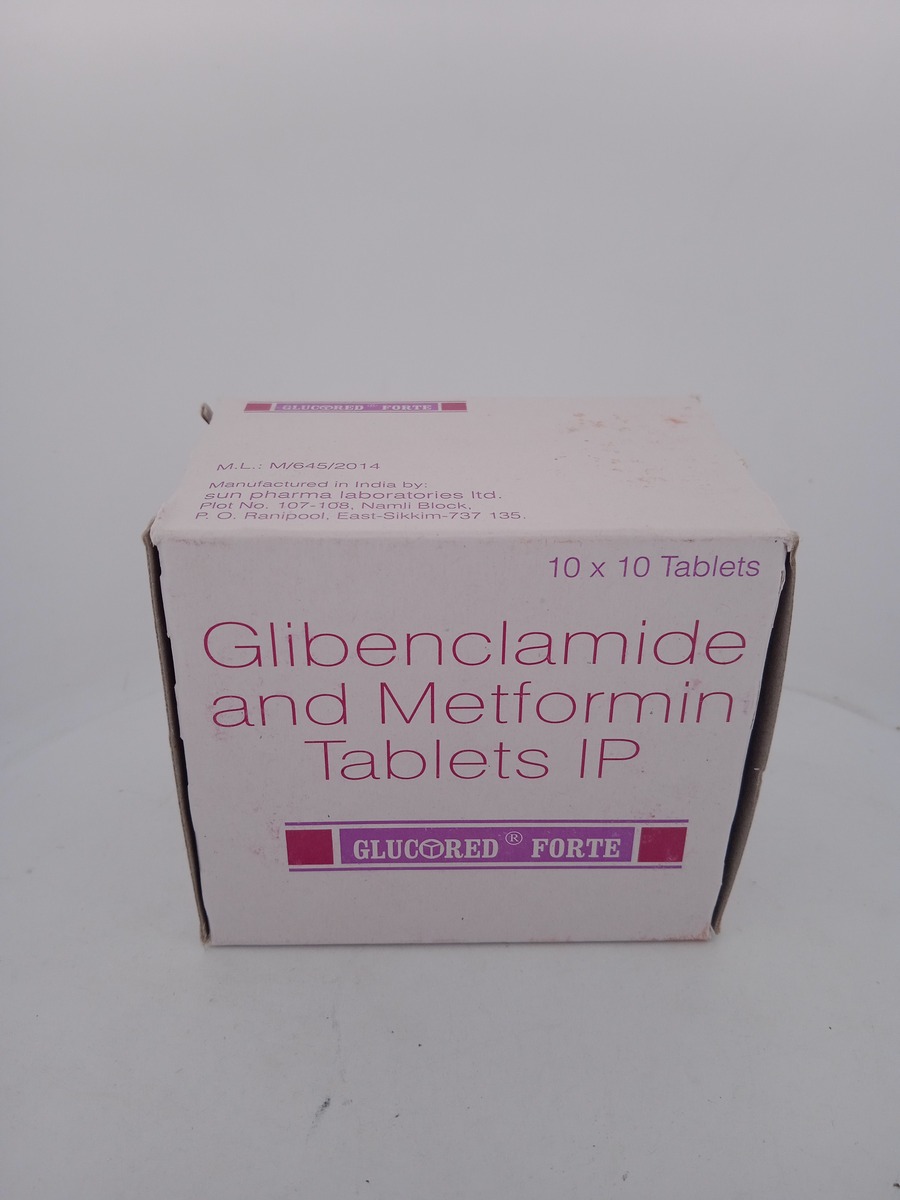 GLUCORED FORTE
M.L.: M/645/2014
Manufactured in India by:
sun pharma laboratories ltd.
Plot No. 107-108, Namli Block,
P. O. Ranipool, East-Sikkim-737 135.
10 x 10 Tablets
Glibenclamide
and Metformin
Tablets IP
GLUCORED® FORTE